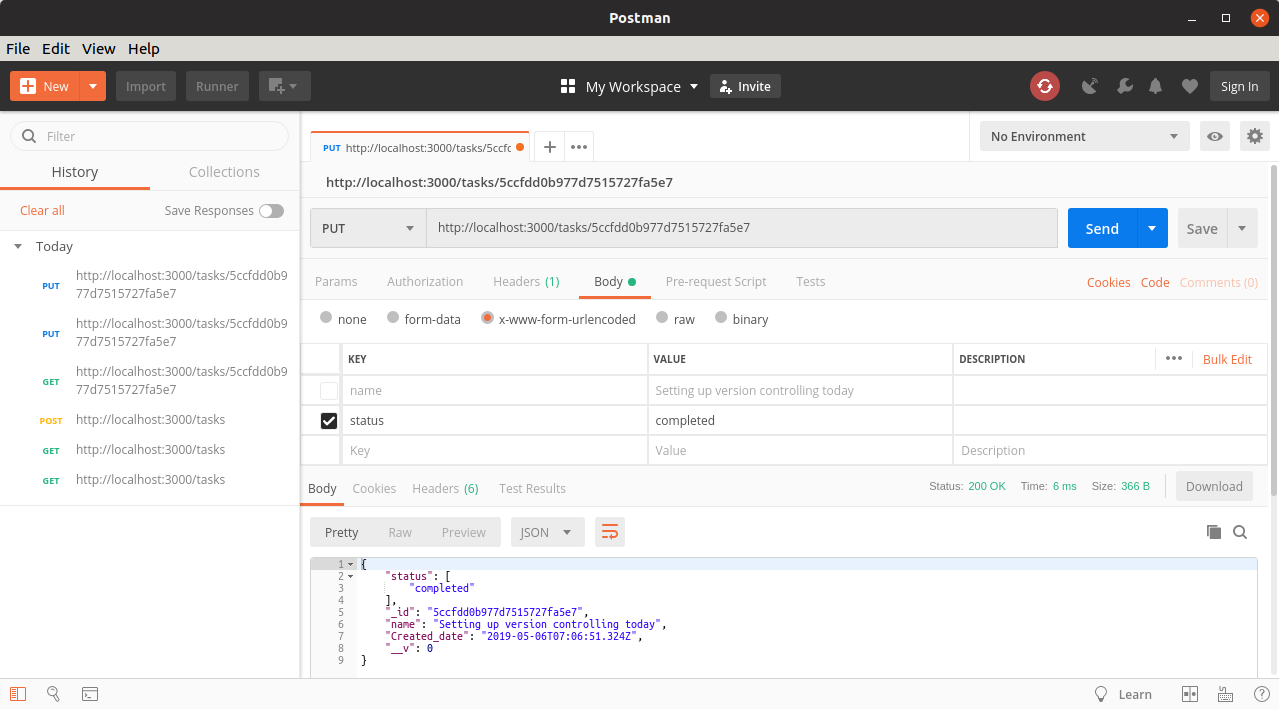 Postman
File Edit View Help
New Import Runner My Workspace Invite Sign In
Filter
History Collections
Clear all Save Responses
Today
PUT http://localhost:3000/tasks/5ccfdd0b9
77d7515727fa5e7
PUT http://localhost:3000/tasks/5ccfdd0b9
77d7515727fa5e7
GET http://localhost:3000/tasks/5ccfdd0b9
77d7515727fa5e7
POST http://localhost:3000/tasks
GET http://localhost:3000/tasks
GET http://localhost:3000/tasks
PUT http://localhost:3000/tasks/5ccfc
No Environment
http://localhost:3000/tasks/5ccfdd0b977d7515727fa5e7
PUT http://localhost:3000/tasks/5ccfdd0b977d7515727fa5e7 Send Save
Params Authorization Headers (1) Body Pre-request Script Tests Cookies Code Comments (0)
none form-data x-www-form-urlencoded raw binary
KEY VALUE DESCRIPTION Bulk Edit
name Setting up version controlling today
status completed
Key Value Description
Body Cookies Headers (6) Test Results Status: 200 OK Time: 6 ms Size: 366 B Download
Pretty Raw Preview JSON
1 {
2 "status": [
3 "completed"
4 ],
5 "_id": "5ccfdd0b977d7515727fa5e7",
6 "name": "Setting up version controlling today",
7 "Created_date": "2019-05-06T07:06:51.324Z",
8 "__v": 0
9 }
Learn